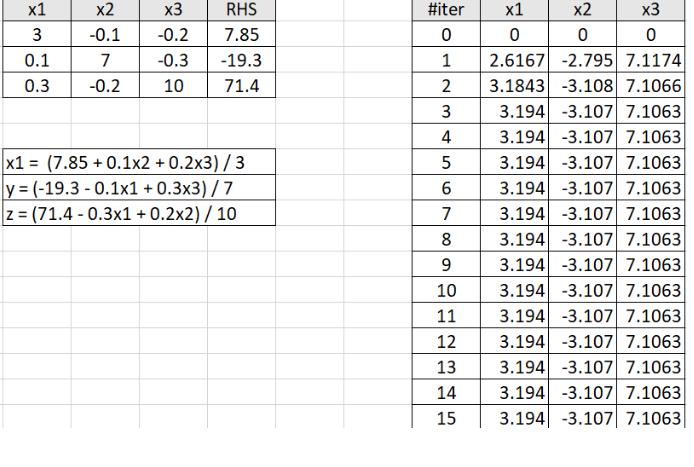 x1 x2 x3 RHS
3 -0.1 -0.2 7.85
0.1 7 -0.3 -19.3
0.3 -0.2 10 71.4
x1 = (7.85 + 0.1x2 + 0.2x3) / 3
y = (-19.3 - 0.1x1 + 0.3x3) / 7
z = (71.4 - 0.3x1 + 0.2x2) / 10
#iter x1 x2 x3
0 0 0 0
1 2.6167 -2.795 7.1174
2 3.1843 -3.108 7.1066
3 3.194 -3.107 7.1063
4 3.194 -3.107 7.1063
5 3.194 -3.107 7.1063
6 3.194 -3.107 7.1063
7 3.194 -3.107 7.1063
8 3.194 -3.107 7.1063
9 3.194 -3.107 7.1063
10 3.194 -3.107 7.1063
11 3.194 -3.107 7.1063
12 3.194 -3.107 7.1063
13 3.194 -3.107 7.1063
14 3.194 -3.107 7.1063
15 3.194 -3.107 7.1063